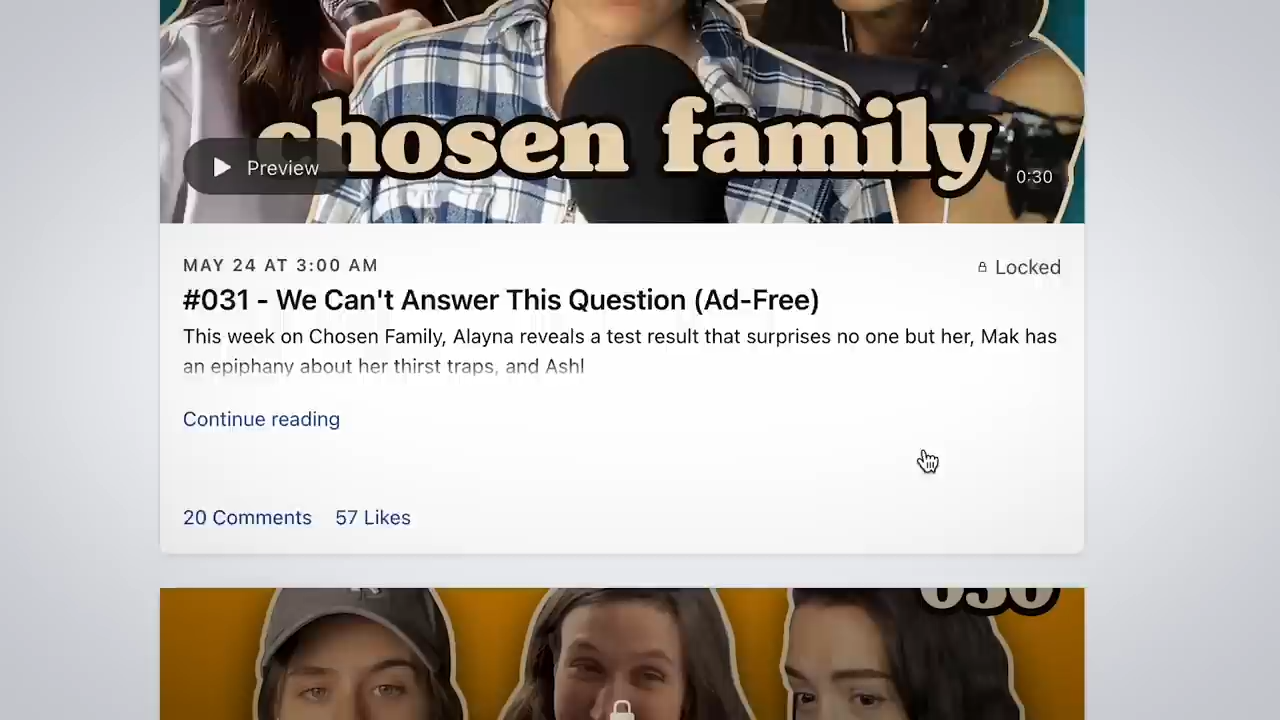 chosen family
Preview
0:30
MAY 24 AT 3:00 AM
Locked
#031 - We Can't Answer This Question (Ad-Free)
This week on Chosen Family, Alayna reveals a test result that surprises no one but her, Mak has
an epiphany about her thirst traps, and Ashl
Continue reading
20 Comments 57 Likes
030